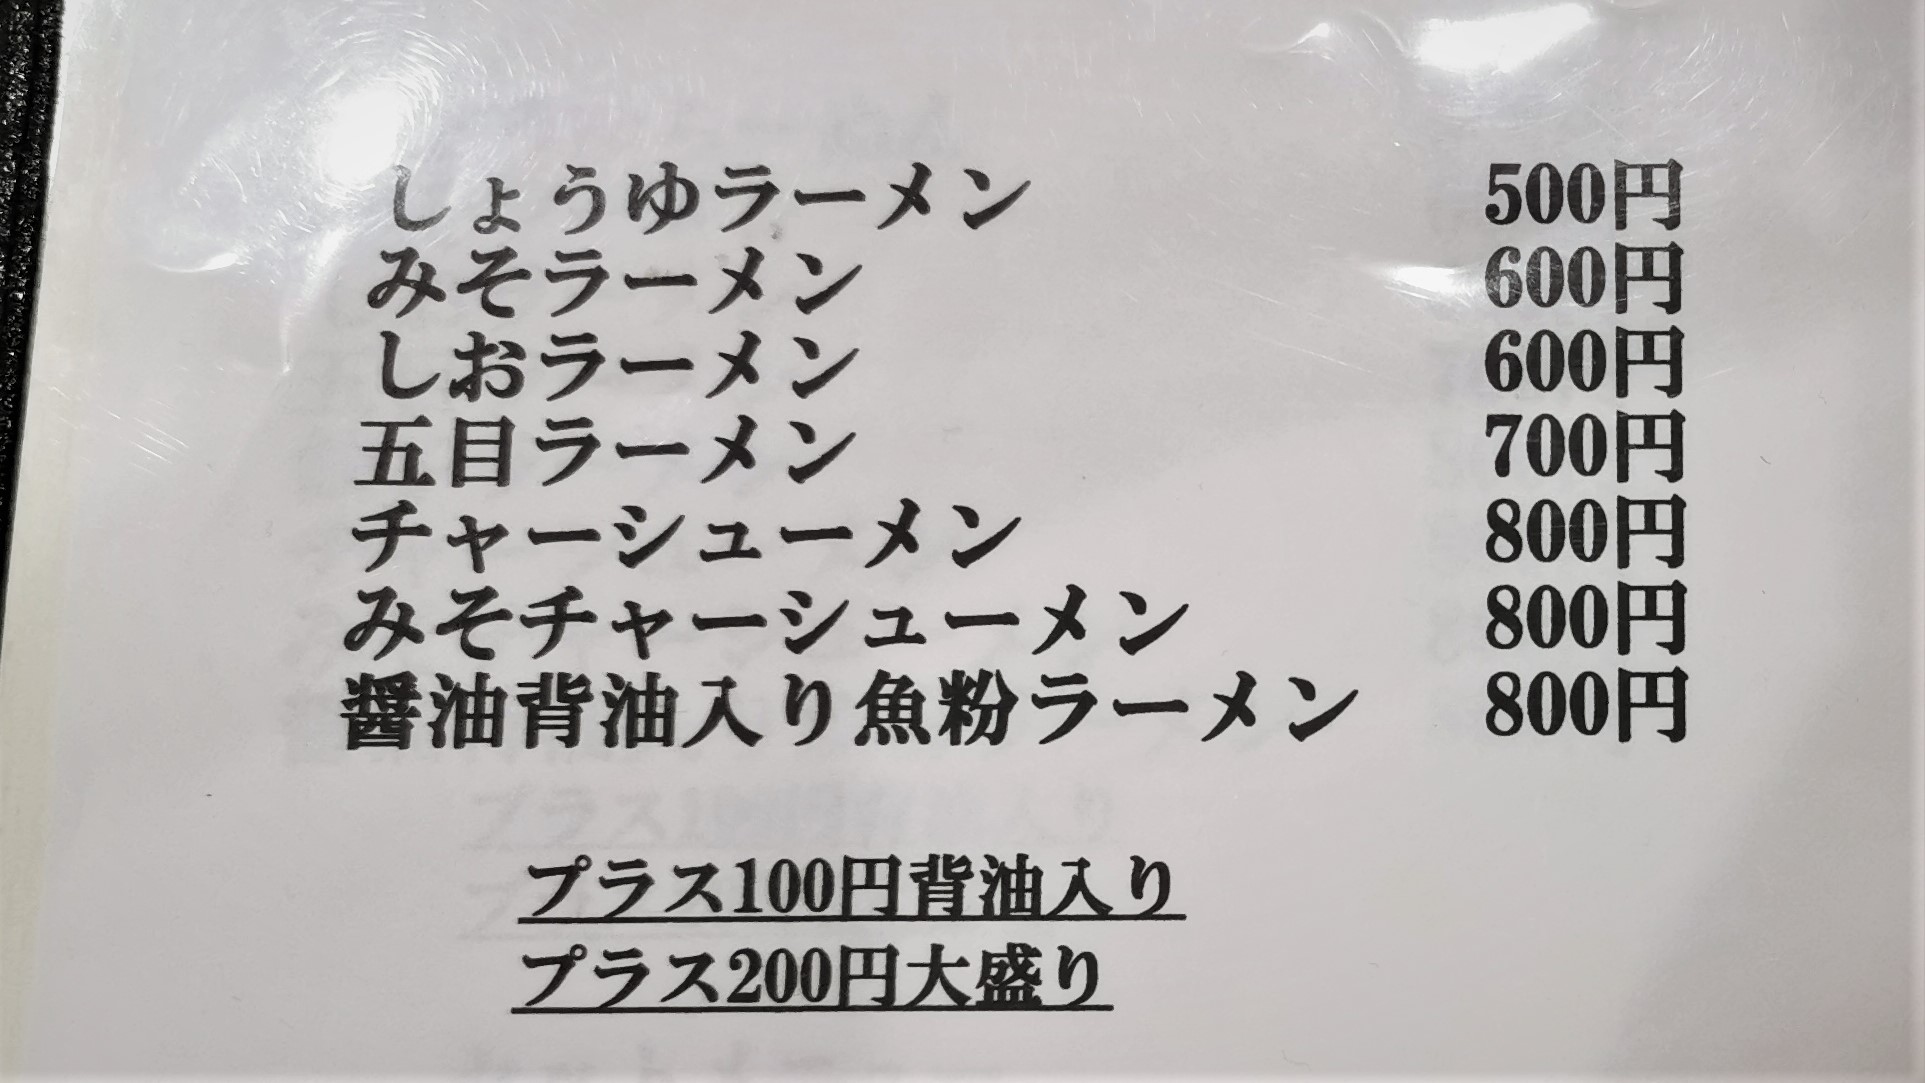 しょうゆラーメン 500円
みそラーメン 600円
しおラーメン 600円
五目ラーメン 700円
チャーシューメン 800円
みそチャーシューメン 800円
醤油背油入り魚粉ラーメン 800円
プラス100円背油入り
プラス200円大盛り